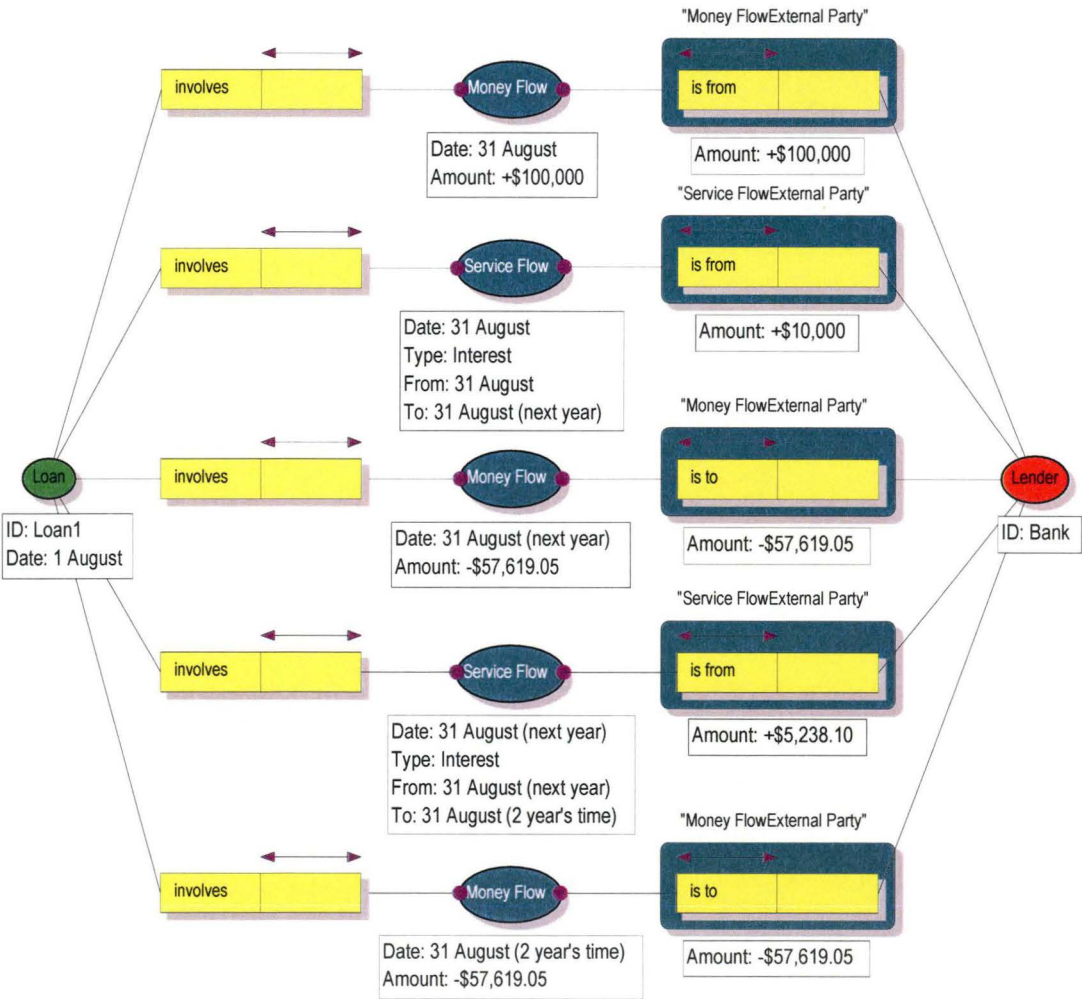 "Money FlowExternal Party"
involves
Money Flow
is from
Date: 31 August
Amount: +$100,000
Amount: +$100,000
"Service FlowExternal Party"
involves
Service Flow
is from
Date: 31 August
Type: Interest
From: 31 August
To: 31 August (next year)
Amount: +$10,000
"Money FlowExternal Party"
Loan
involves
Money Flow
is to
Lender
ID: Loan1
Date: 1 August
Date: 31 August (next year)
Amount: -$57,619.05
Amount: -$57,619.05
ID: Bank
"Service FlowExternal Party"
involves
Service Flow
is from
Date: 31 August (next year)
Type: Interest
From: 31 August (next year)
To: 31 August (2 year's time)
Amount: +$5,238.10
"Money FlowExternal Party"
involves
Money Flow
is to
Date: 31 August (2 year's time)
Amount: -$57,619.05
Amount: -$57,619.05